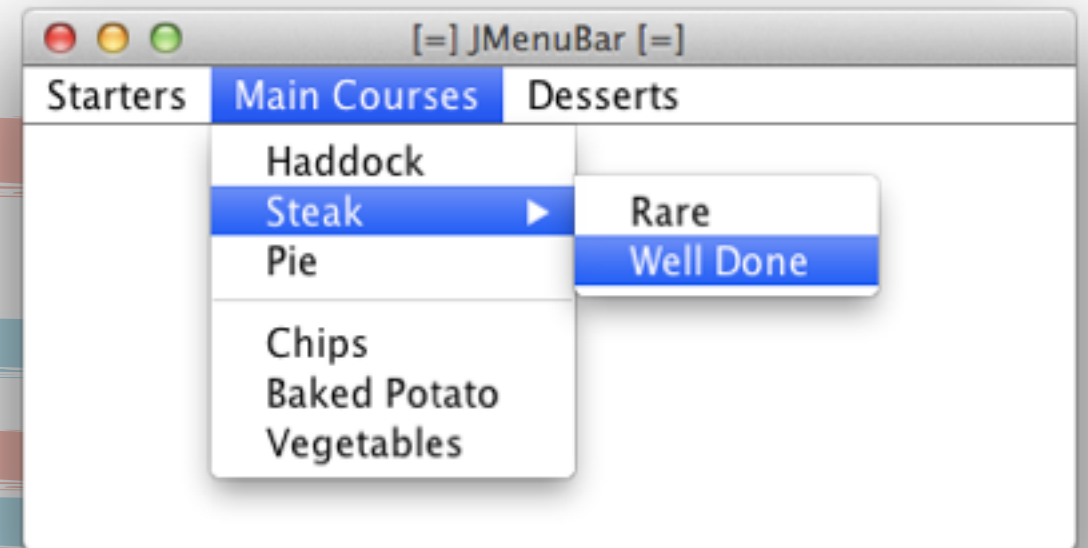 [=] JMenuBar [=]
Starters Main Courses Desserts
Haddock
Steak
Pie
Chips
Baked Potato
Vegetables
Rare
Well Done